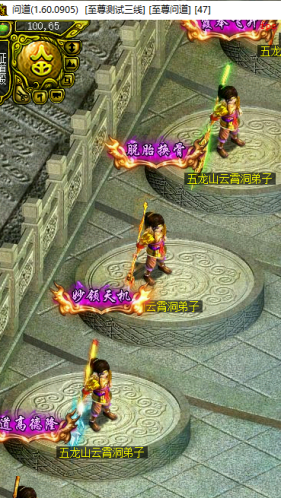 问道(1.60.0905) [至尊测试三线] [至尊问道] [47]
100,65
五龙
脱胎换骨
五龙山云霄洞弟子
妙领天机
云霄洞弟子
道高德隆
五龙山云霄洞弟子